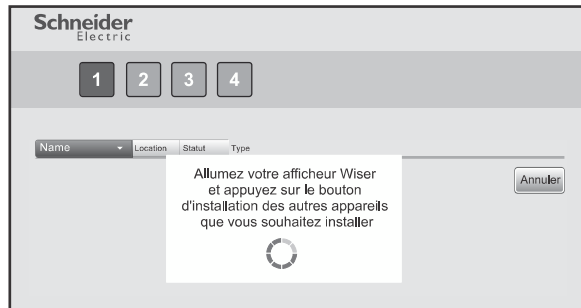 Schneider
Electric
1 2 3 4
Name Location Statut Type
Allumez votre afficheur Wiser
et appuyez sur le bouton
d'installation des autres appareils
que vous souhaitez installer
Annuler